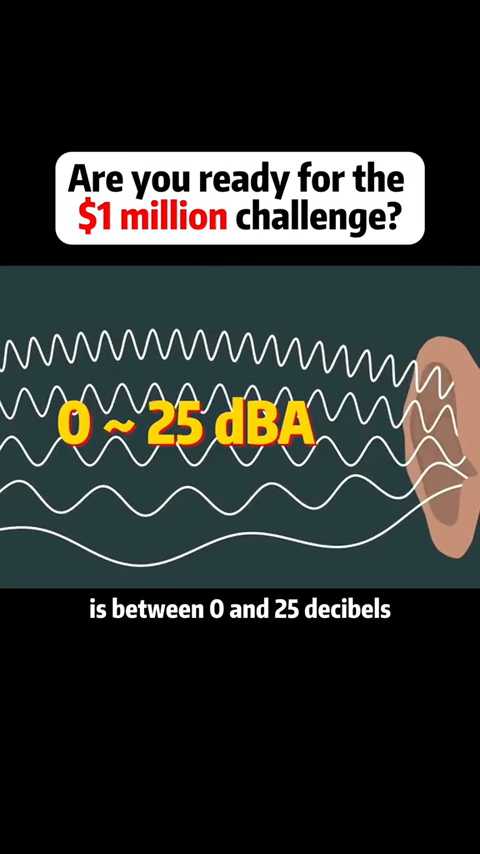 Are you ready for the
$1 million challenge?
0 ~ 25 dBA
is between 0 and 25 decibels